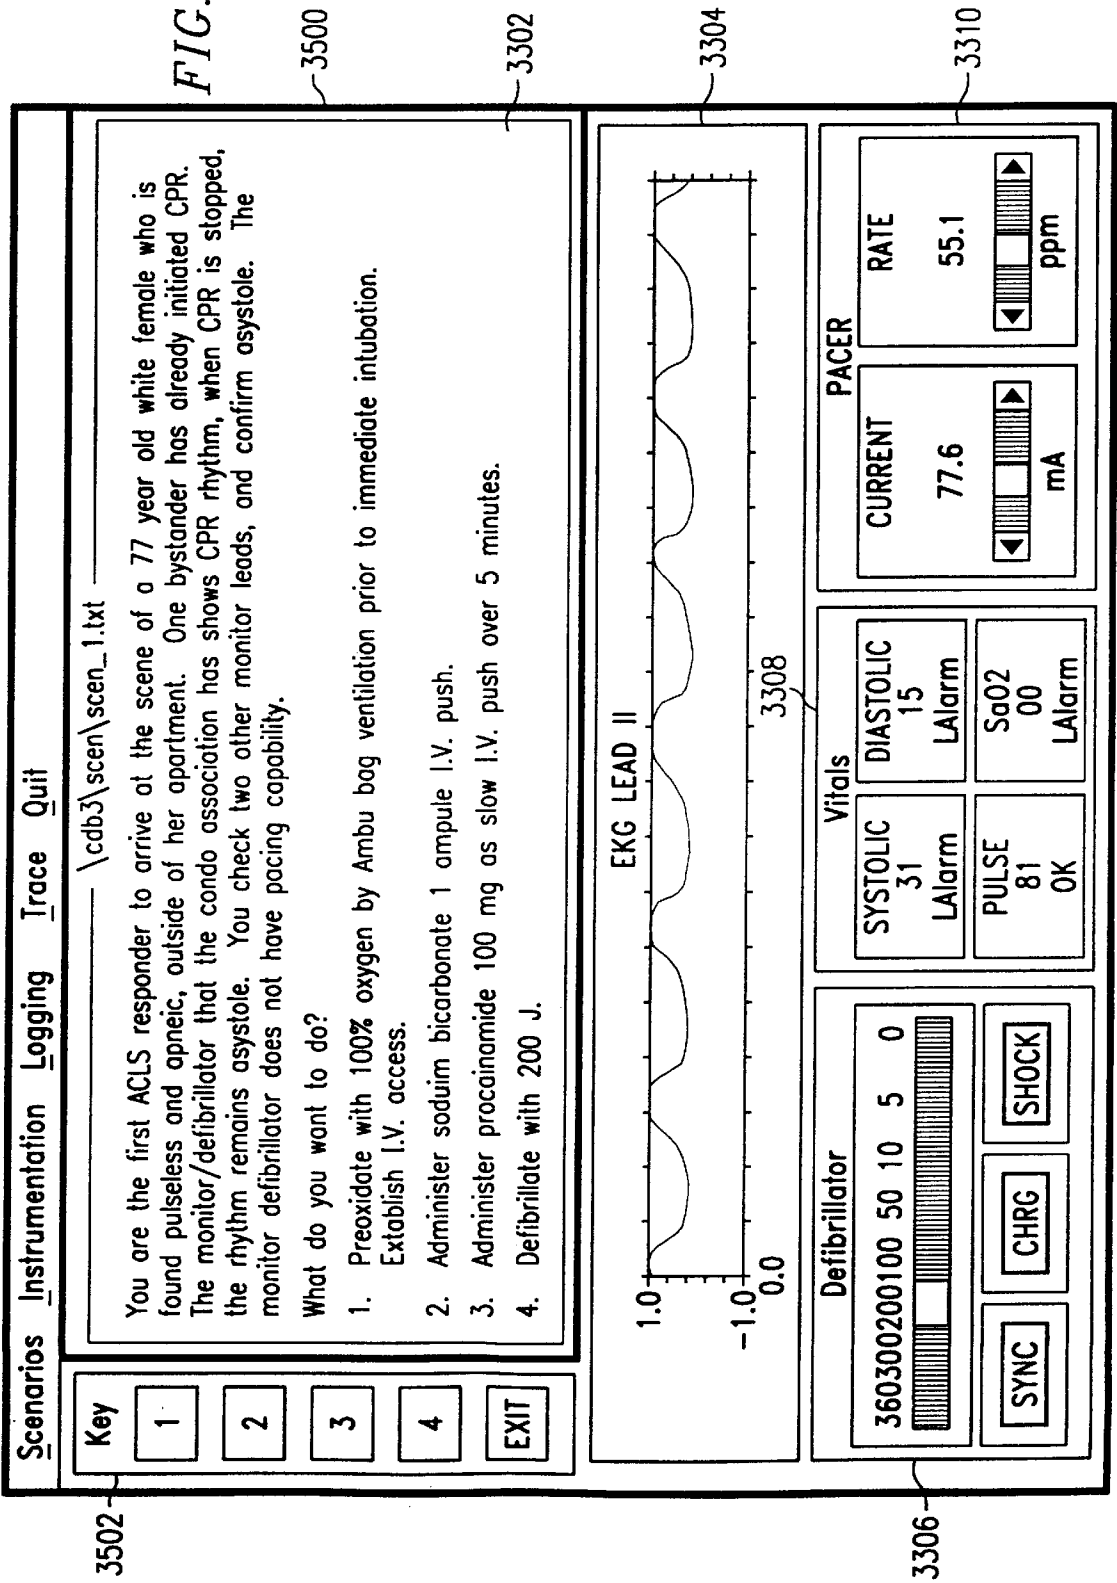 FIG.
3500
3302
3304
3310
3502
3306
3308
Scenarios Instrumentation Logging Trace Quit
Key
1
2
3
4
EXIT
\cdb3\scen\scen_1.txt
You are the first ACLS responder to arrive at the scene of a 77 year old white female who is
found pulseless and apneic, outside of her apartment. One bystander has already initiated CPR.
The monitor/defibrillator that the condo association has shows CPR rhythm, when CPR is stopped,
the rhythm remains asystole. You check two other monitor leads, and confirm asystole. The
monitor defibrillator does not have pacing capability.
What do you want to do?
1. Preoxidate with 100% oxygen by Ambu bag ventilation prior to immediate intubation.
Extablish I.V. access.
2. Administer soduim bicarbonate 1 ampule I.V. push.
3. Administer procainamide 100 mg as slow I.V. push over 5 minutes.
4. Defibrillate with 200 J.
EKG LEAD II
1.0
-1.0
0.0
Defibrillator
360300200100 50 10 5 0
SYNC CHRG SHOCK
Vitals
SYSTOLIC
31
LAlarm
DIASTOLIC
15
LAlarm
PULSE
81
OK
SaO2
00
LAlarm
PACER
CURRENT
77.6
mA
RATE
55.1
ppm